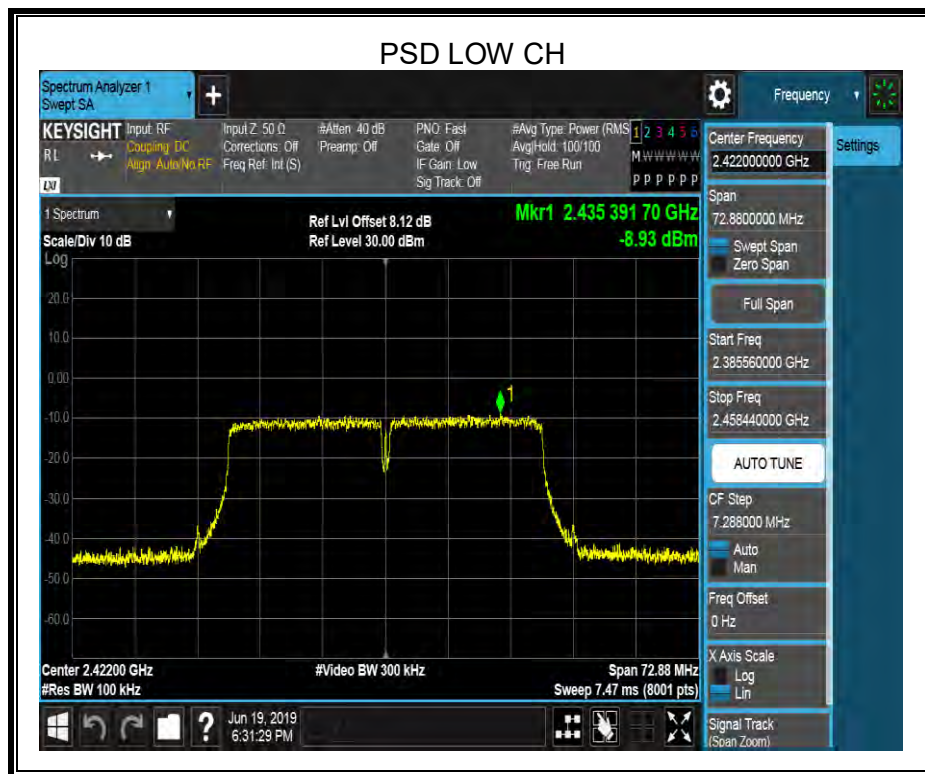 PSD LOW CH
Spectrum Analyzer 1
Swept SA
Frequency
KEYSIGHT
RL
LXI
Input: RF
Coupling: DC
Align: Auto/No RF
Input Z: 50 Ω
Corrections: Off
Freq Ref: Int (S)
#Atten: 40 dB
Preamp: Off
PNO: Fast
Gate: Off
IF Gain: Low
Sig Track: Off
#Avg Type: Power (RMS
Avg|Hold: 100/100
Trig: Free Run
1 2 3 4 5 6
M W W W W W
P P P P P P
Center Frequency
2.422000000 GHz
Settings
Span
72.8800000 MHz
Swept Span
Zero Span
Full Span
Start Freq
2.385560000 GHz
Stop Freq
2.458440000 GHz
AUTO TUNE
CF Step
7.288000 MHz
Auto
Man
Freq Offset
0 Hz
X Axis Scale
Log
Lin
Signal Track
(Span Zoom)
1 Spectrum
Scale/Div 10 dB
Ref Lvl Offset 8.12 dB
Ref Level 30.00 dBm
Mkr1 2.435 391 70 GHz
-8.93 dBm
Log
20.0
10.0
0.00
-10.0
-20.0
-30.0
-40.0
-50.0
-60.0
1
Center 2.42200 GHz
#Res BW 100 kHz
#Video BW 300 kHz
Span 72.88 MHz
Sweep 7.47 ms (8001 pts)
?
Jun 19, 2019
6:31:29 PM